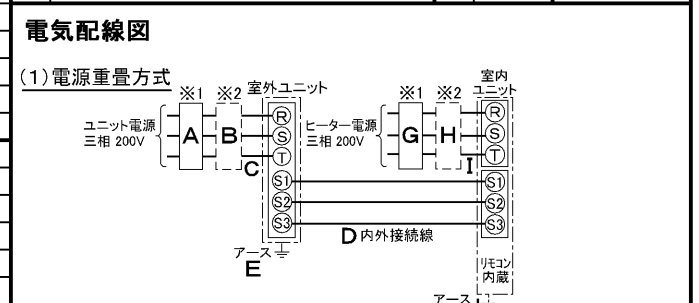 電気配線図
(1)電源重畳方式
※1 ※2 室外ユニット
ユニット電源
三相 200V
A
B
C
R
S
T
S1
S2
S3
アース
E
D 内外接続線
※1 ※2 室内
ユニット
ヒーター電源
三相 200V
G
H
I
R
S
T
S1
S2
S3
リモコン
内蔵
アース